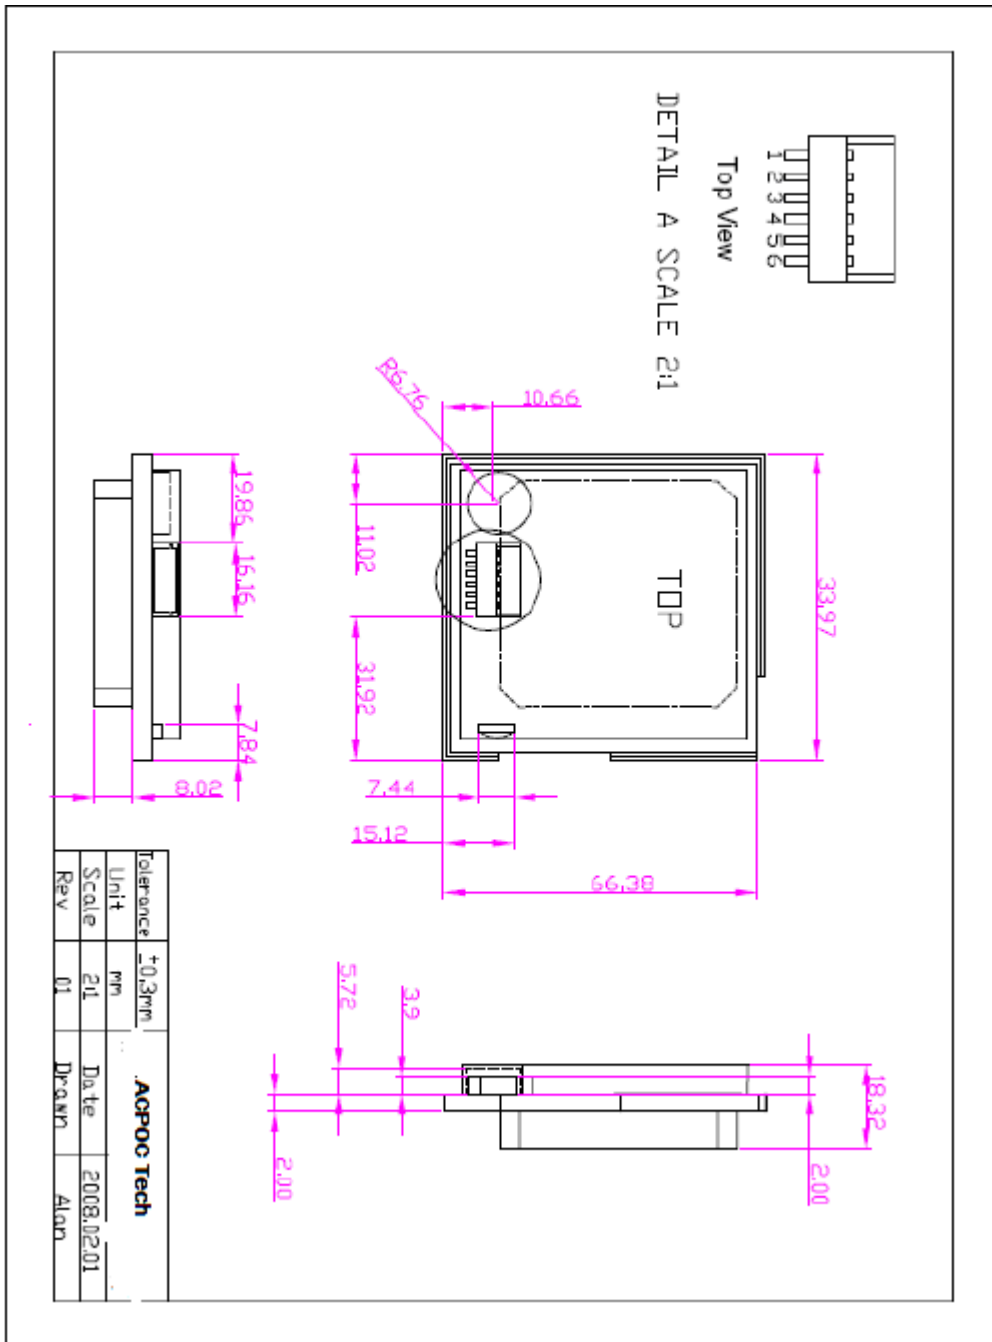 1 2 3 4 5 6
Top View
DETAIL A SCALE 2:1
R6,76
10,66
11,02
31,92
TOP
33,97
7,44
15,12
66,38
19,86
16,16
7,84
8,02
5,72
3,9
18,32
2,00
2,00
Tolerance ±0,3mm
Unit mm
.ACPOC Tech
Scale 2:1 Date 2008.02.01
Rev 01 Drawn Alan